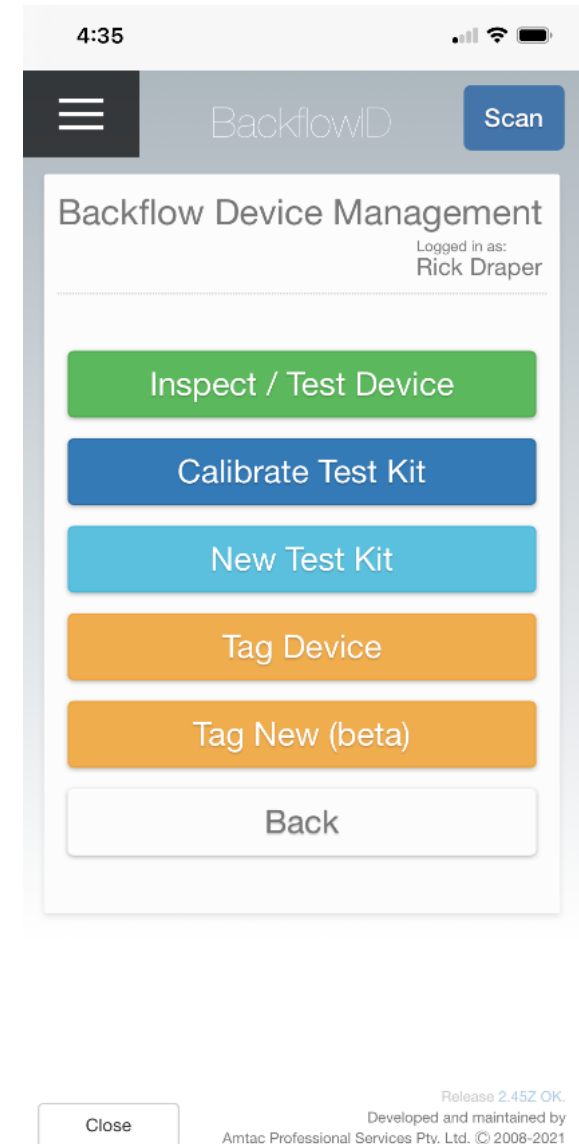 4:35
BackflowID
Scan
Backflow Device Management
Logged in as:
Rick Draper
Inspect / Test Device
Calibrate Test Kit
New Test Kit
Tag Device
Tag New (beta)
Back
Release 2.45Z OK.
Developed and maintained by
Close
Amtac Professional Services Pty. Ltd. © 2008-2021